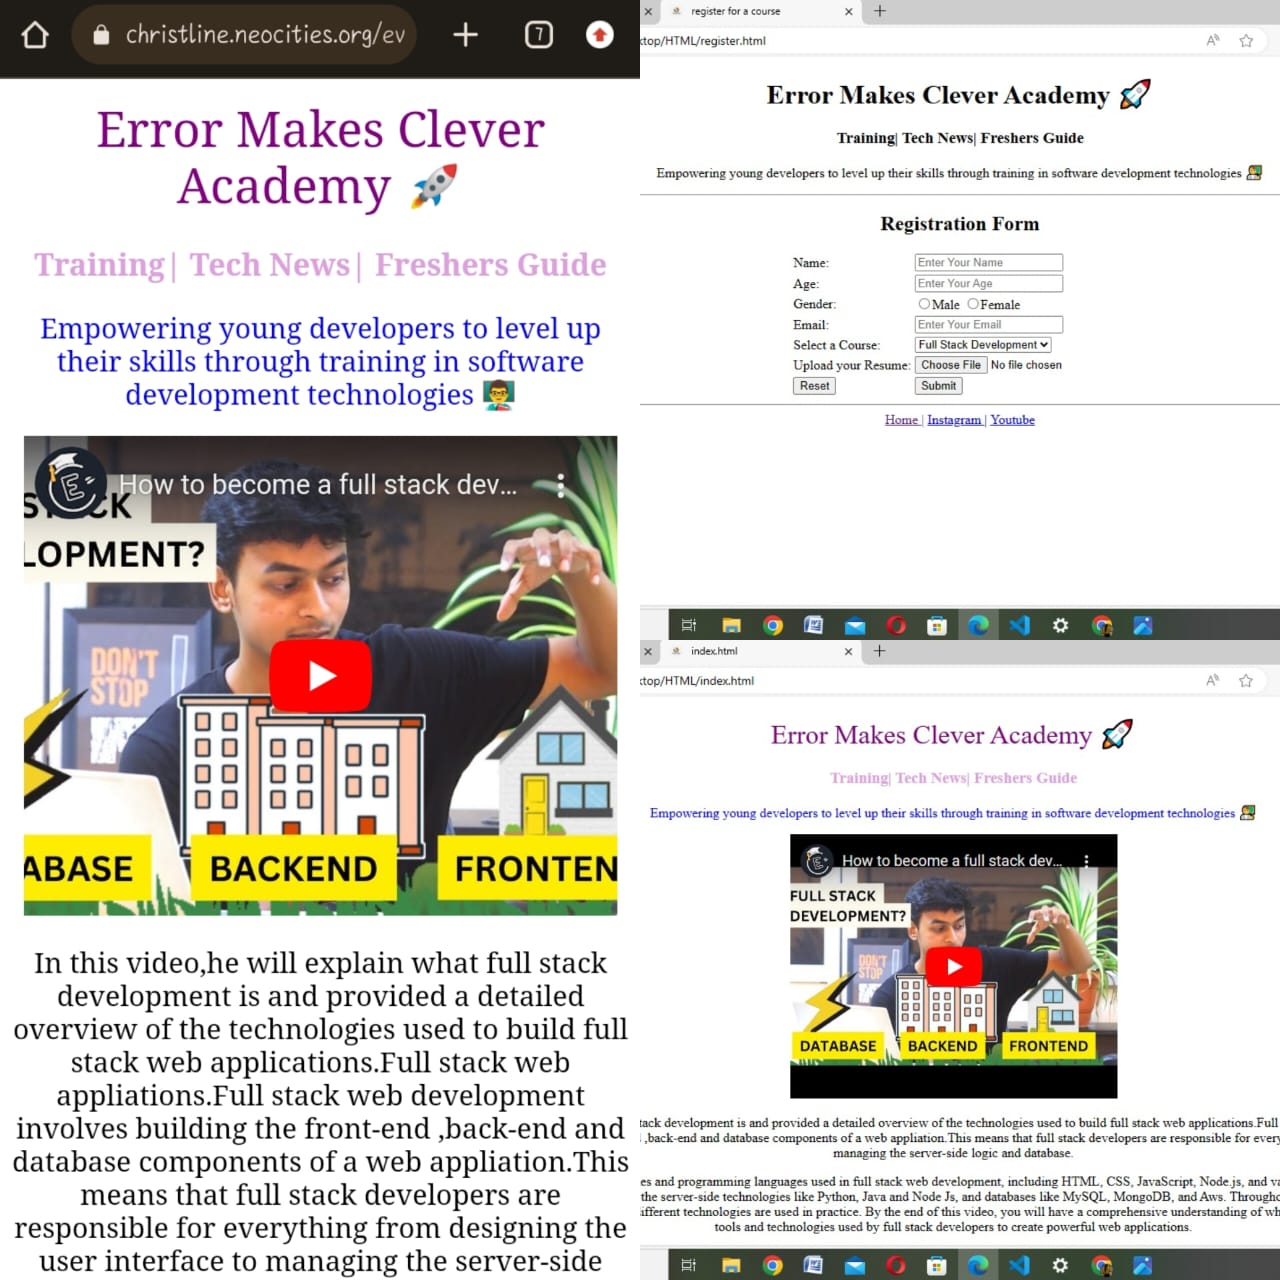 christline.neocities.org/ev
7
Error Makes Clever
Academy 🚀
Training| Tech News| Freshers Guide
Empowering young developers to level up
their skills through training in software
development technologies 👨‍🏫
How to become a full stack dev...
STACK
LOPMENT?
DON'T
STOP
ABASE
BACKEND
FRONTEN
In this video,he will explain what full stack
development is and provided a detailed
overview of the technologies used to build full
stack web applications.Full stack web
appliations.Full stack web development
involves building the front-end ,back-end and
database components of a web appliation.This
means that full stack developers are
responsible for everything from designing the
user interface to managing the server-side
register for a course
ktop/HTML/register.html
Error Makes Clever Academy 🚀
Training| Tech News| Freshers Guide
Empowering young developers to level up their skills through training in software development technologies 👨‍🏫
Registration Form
Name: Enter Your Name
Age: Enter Your Age
Gender: Male Female
Email: Enter Your Email
Select a Course: Full Stack Development
Upload your Resume: Choose File No file chosen
Reset Submit
Home | Instagram | Youtube
index.html
ktop/HTML/index.html
Error Makes Clever Academy 🚀
Training| Tech News| Freshers Guide
Empowering young developers to level up their skills through training in software development technologies 👨‍🏫
How to become a full stack dev...
FULL STACK
DEVELOPMENT?
DON'T
STOP
DATABASE
BACKEND
FRONTEND
tack development is and provided a detailed overview of the technologies used to build full stack web applications.Full
,back-end and database components of a web appliation.This means that full stack developers are responsible for every
managing the server-side logic and database.
es and programming languages used in full stack web development, including HTML, CSS, JavaScript, Node.js, and va
the server-side technologies like Python, Java and Node Js, and databases like MySQL, MongoDB, and Aws. Througho
ifferent technologies are used in practice. By the end of this video, you will have a comprehensive understanding of wh
tools and technologies used by full stack developers to create powerful web applications.